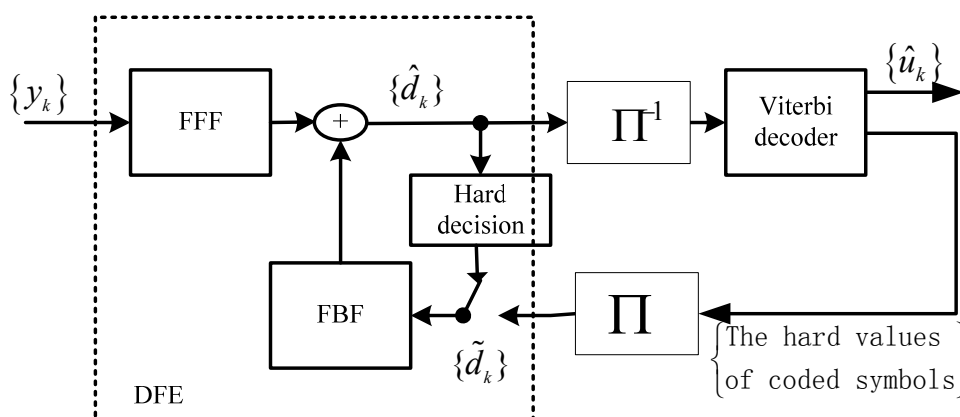 {y_k}
FFF
+
{d̂_k}
Π⁻¹
Viterbi
decoder
{û_k}
Hard
decision
FBF
{d̃_k}
Π
The hard values
of coded symbols
DFE